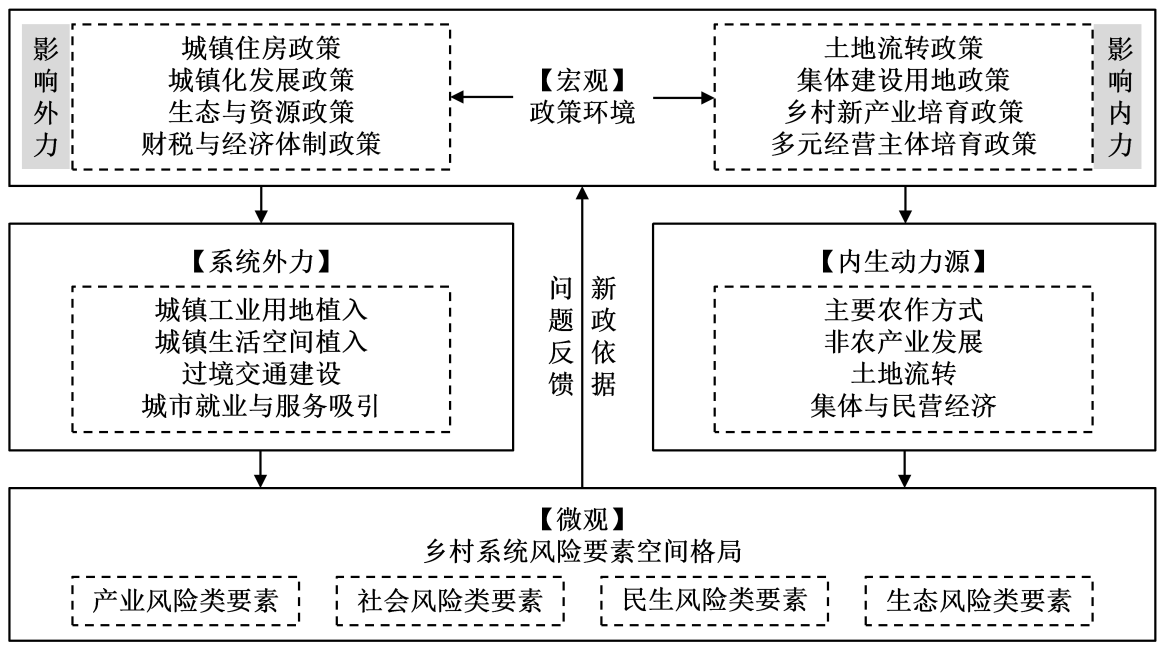 影响外力
城镇住房政策
城镇化发展政策
生态与资源政策
财税与经济体制政策
【宏观】
政策环境
土地流转政策
集体建设用地政策
乡村新产业培育政策
多元经营主体培育政策
影响内力
【系统外力】
城镇工业用地植入
城镇生活空间植入
过境交通建设
城市就业与服务吸引
问题反馈
新政依据
【内生动力源】
主要农作方式
非农产业发展
土地流转
集体与民营经济
【微观】
乡村系统风险要素空间格局
产业风险类要素
社会风险类要素
民生风险类要素
生态风险类要素